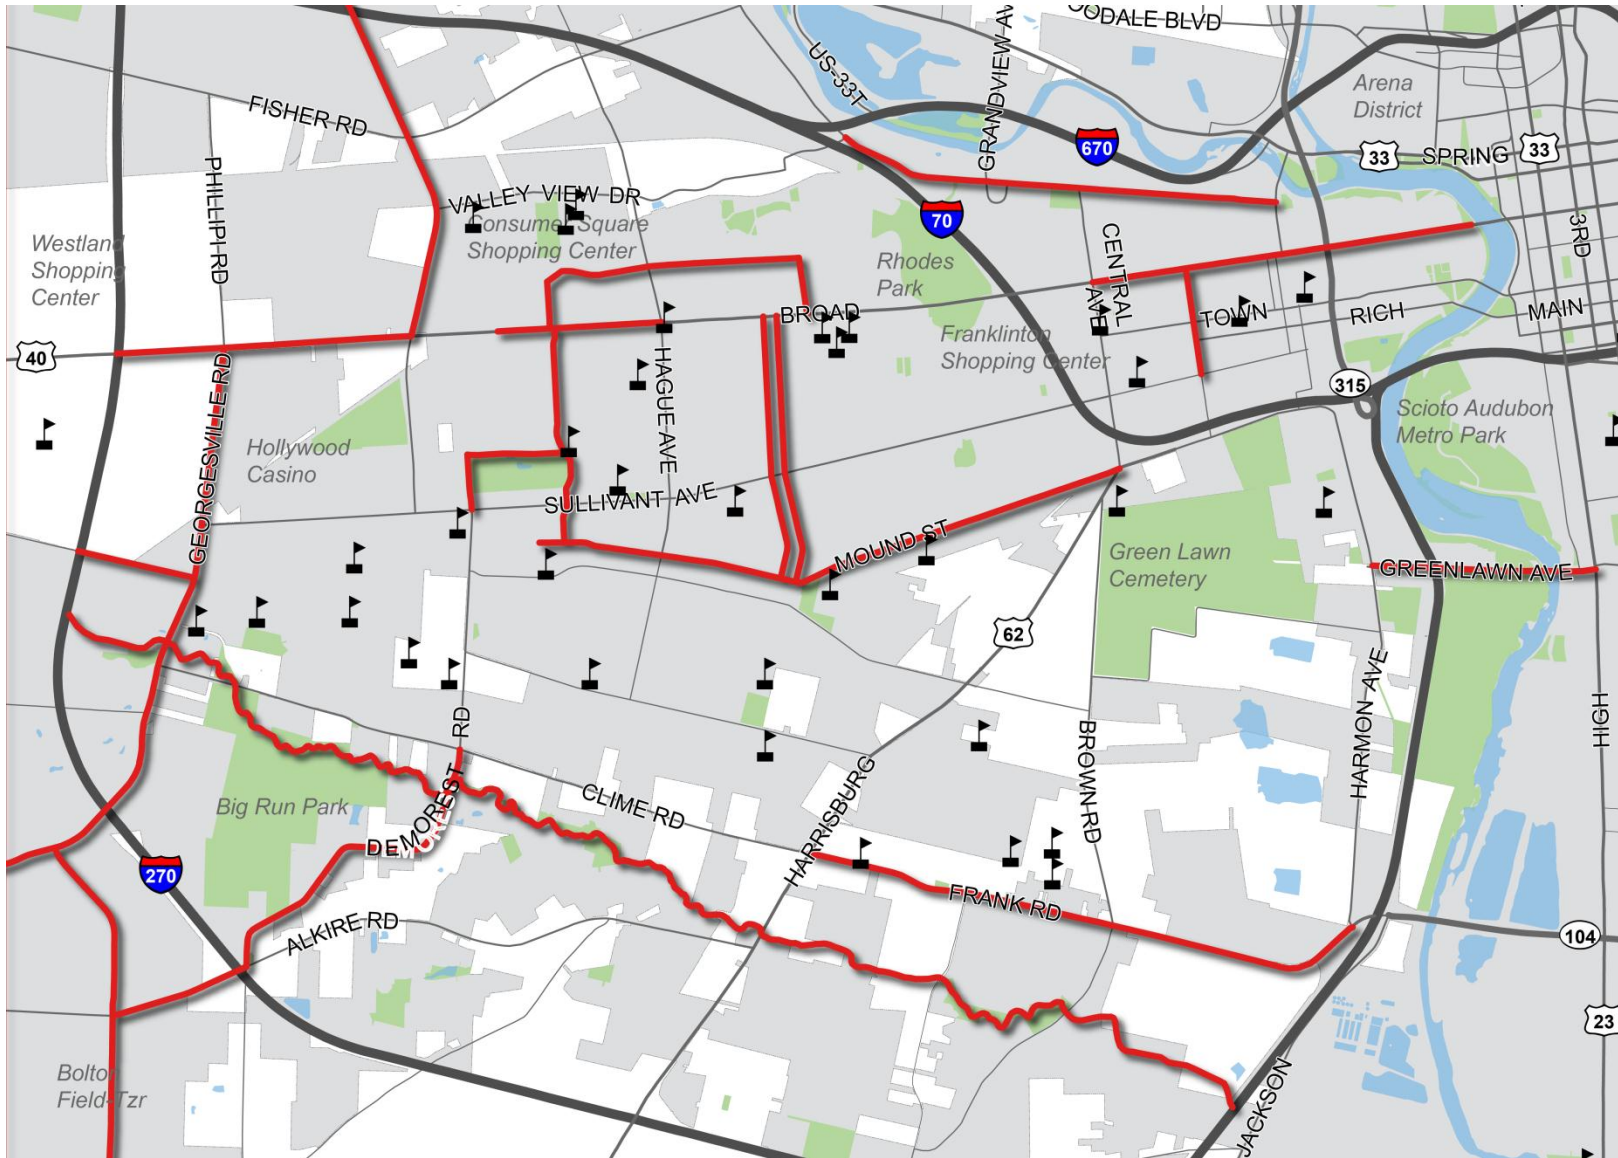 OODALE BLVD
US-33T
GRANDVIEW AV
Arena
District
FISHER RD
670
33
SPRING
33
PHILLIPI RD
VALLEY VIEW DR
Consumer Square
Shopping Center
70
3RD
Westland
Shopping
Center
Rhodes
Park
CENTRAL
AVE
BROAD
TOWN
RICH
MAIN
40
Franklinton
Shopping Center
315
GEORGESVILLE RD
HAGUE AVE
Scioto Audubon
Metro Park
Hollywood
Casino
SULLIVANT AVE
MOUND ST
Green Lawn
Cemetery
GREENLAWN AVE
62
HARMON AVE
HIGH
DEMOREST
RD
BROWN RD
Big Run Park
CLIME RD
HARRISBURG
270
FRANK RD
ALKIRE RD
104
23
Bolton
Field-Tzr
JACKSON